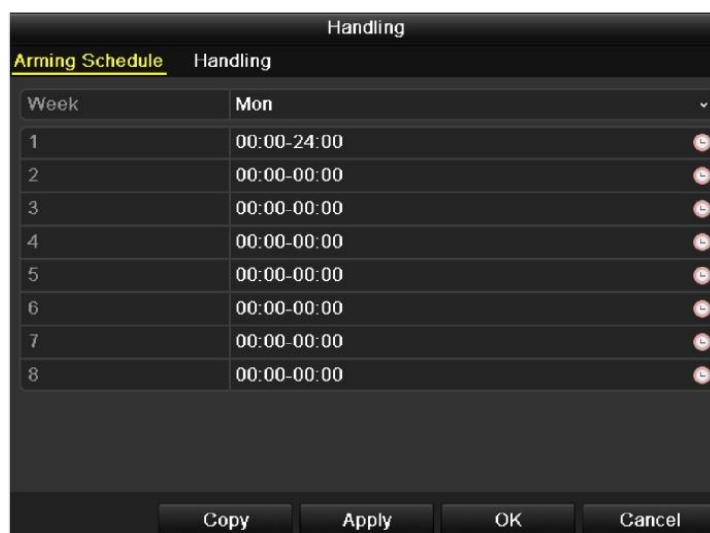 Handling
Arming Schedule Handling
Week Mon
1 00:00-24:00
2 00:00-00:00
3 00:00-00:00
4 00:00-00:00
5 00:00-00:00
6 00:00-00:00
7 00:00-00:00
8 00:00-00:00
Copy Apply OK Cancel